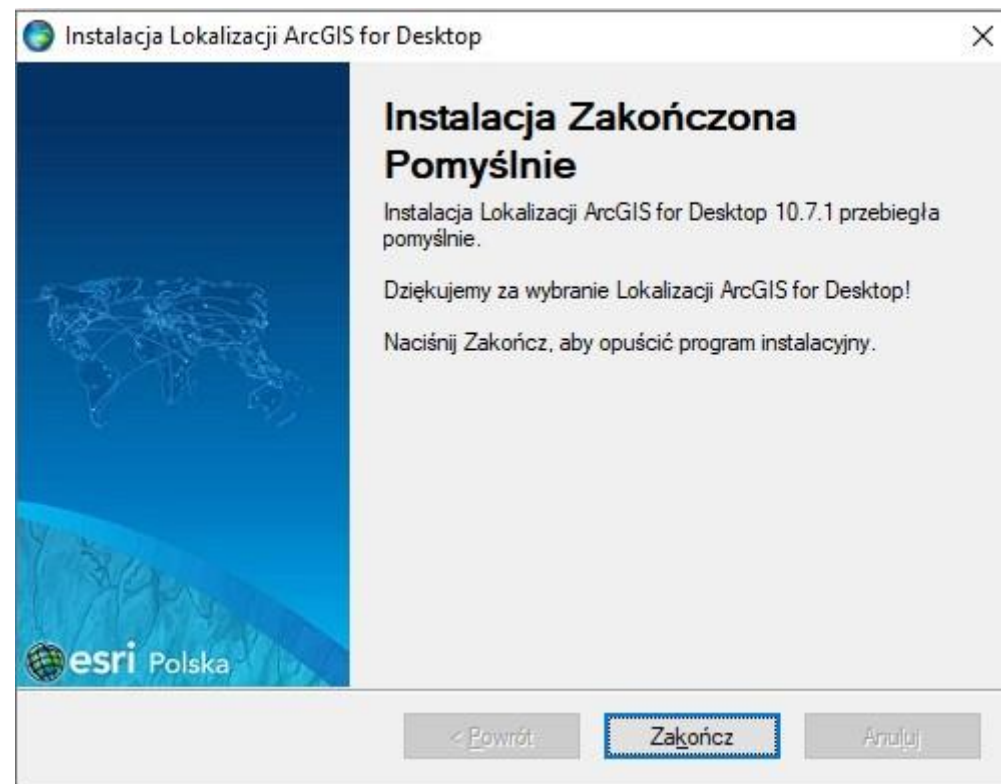 Instalacja Lokalizacji ArcGIS for Desktop
Instalacja Zakończona
Pomyślnie
Instalacja Lokalizacji ArcGIS for Desktop 10.7.1 przebiegła
pomyślnie.
Dziękujemy za wybranie Lokalizacji ArcGIS for Desktop!
Naciśnij Zakończ, aby opuścić program instalacyjny.
esri Polska
< Powrót
Zakończ
Anuluj